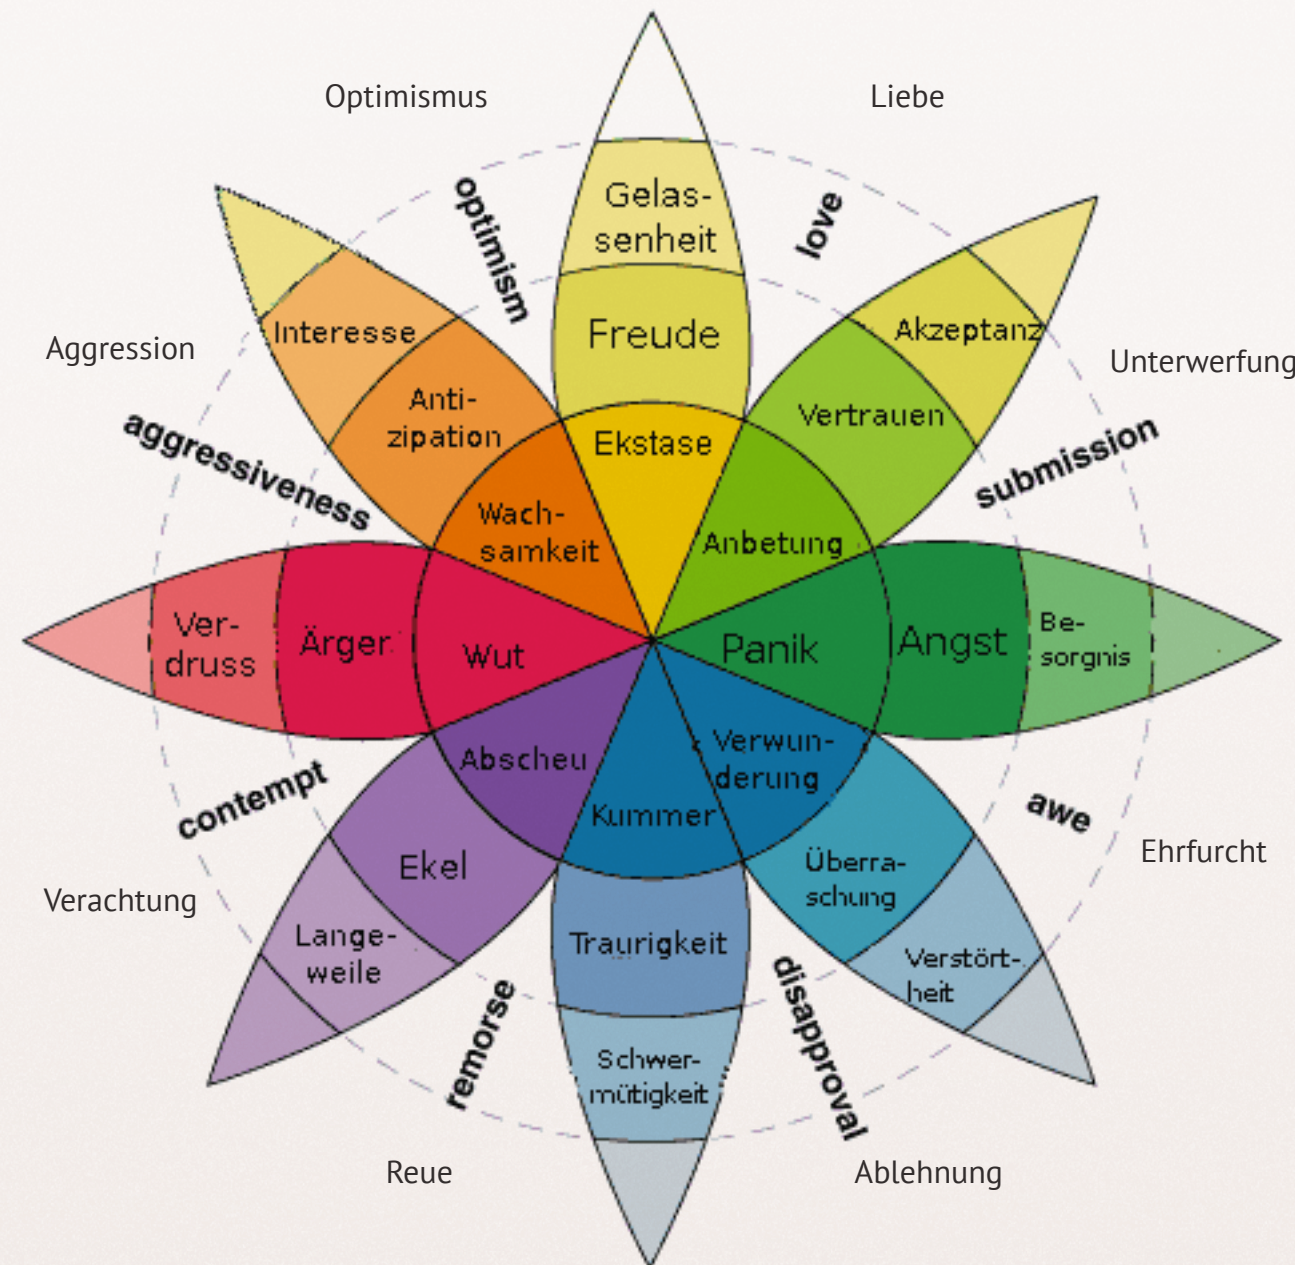 Optimismus
Liebe
optimism
love
Gelas-
senheit
Freude
Ekstase
Interesse
Anti-
zipation
Wach-
samkeit
Akzeptanz
Vertrauen
Anbetung
Aggression
aggressiveness
Unterwerfung
submission
Ver-
druss
Ärger
Wut
Panik
Angst
Be-
sorgnis
Abscheu
Ekel
Lange-
weile
Kummer
Traurigkeit
Schwer-
mütigkeit
Verwun-
derung
Überra-
schung
Verstört-
heit
contempt
Verachtung
awe
Ehrfurcht
remorse
Reue
disapproval
Ablehnung